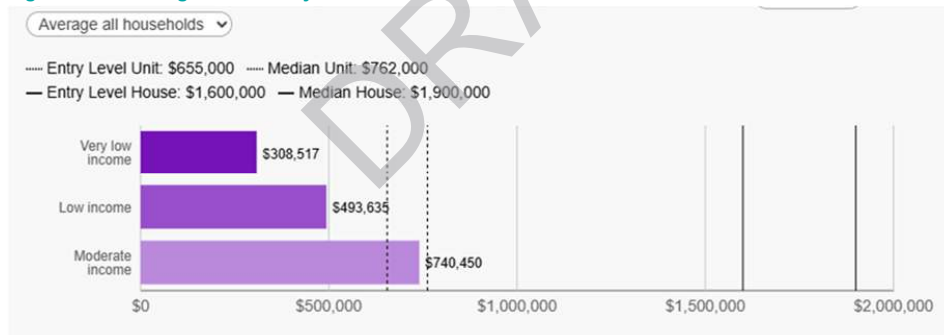 Average all households
Entry Level Unit: $655,000 Median Unit: $762,000
Entry Level House: $1,600,000 Median House: $1,900,000
Very low
income
$308,517
Low income
$493,635
Moderate
income
$740,450
$0 $500,000 $1,000,000 $1,500,000 $2,000,000
DRA